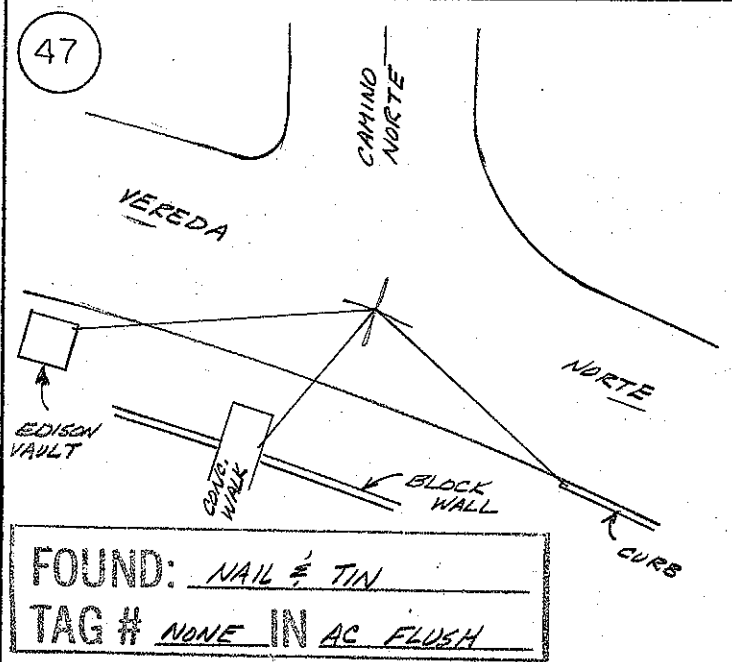 47
CAMINO
NORTE
VEREDA
NORTE
EDISON
VAULT
CONC.
WALK
BLOCK
WALL
CURB
FOUND: NAIL & TIN
TAG # NONE IN AC FLUSH